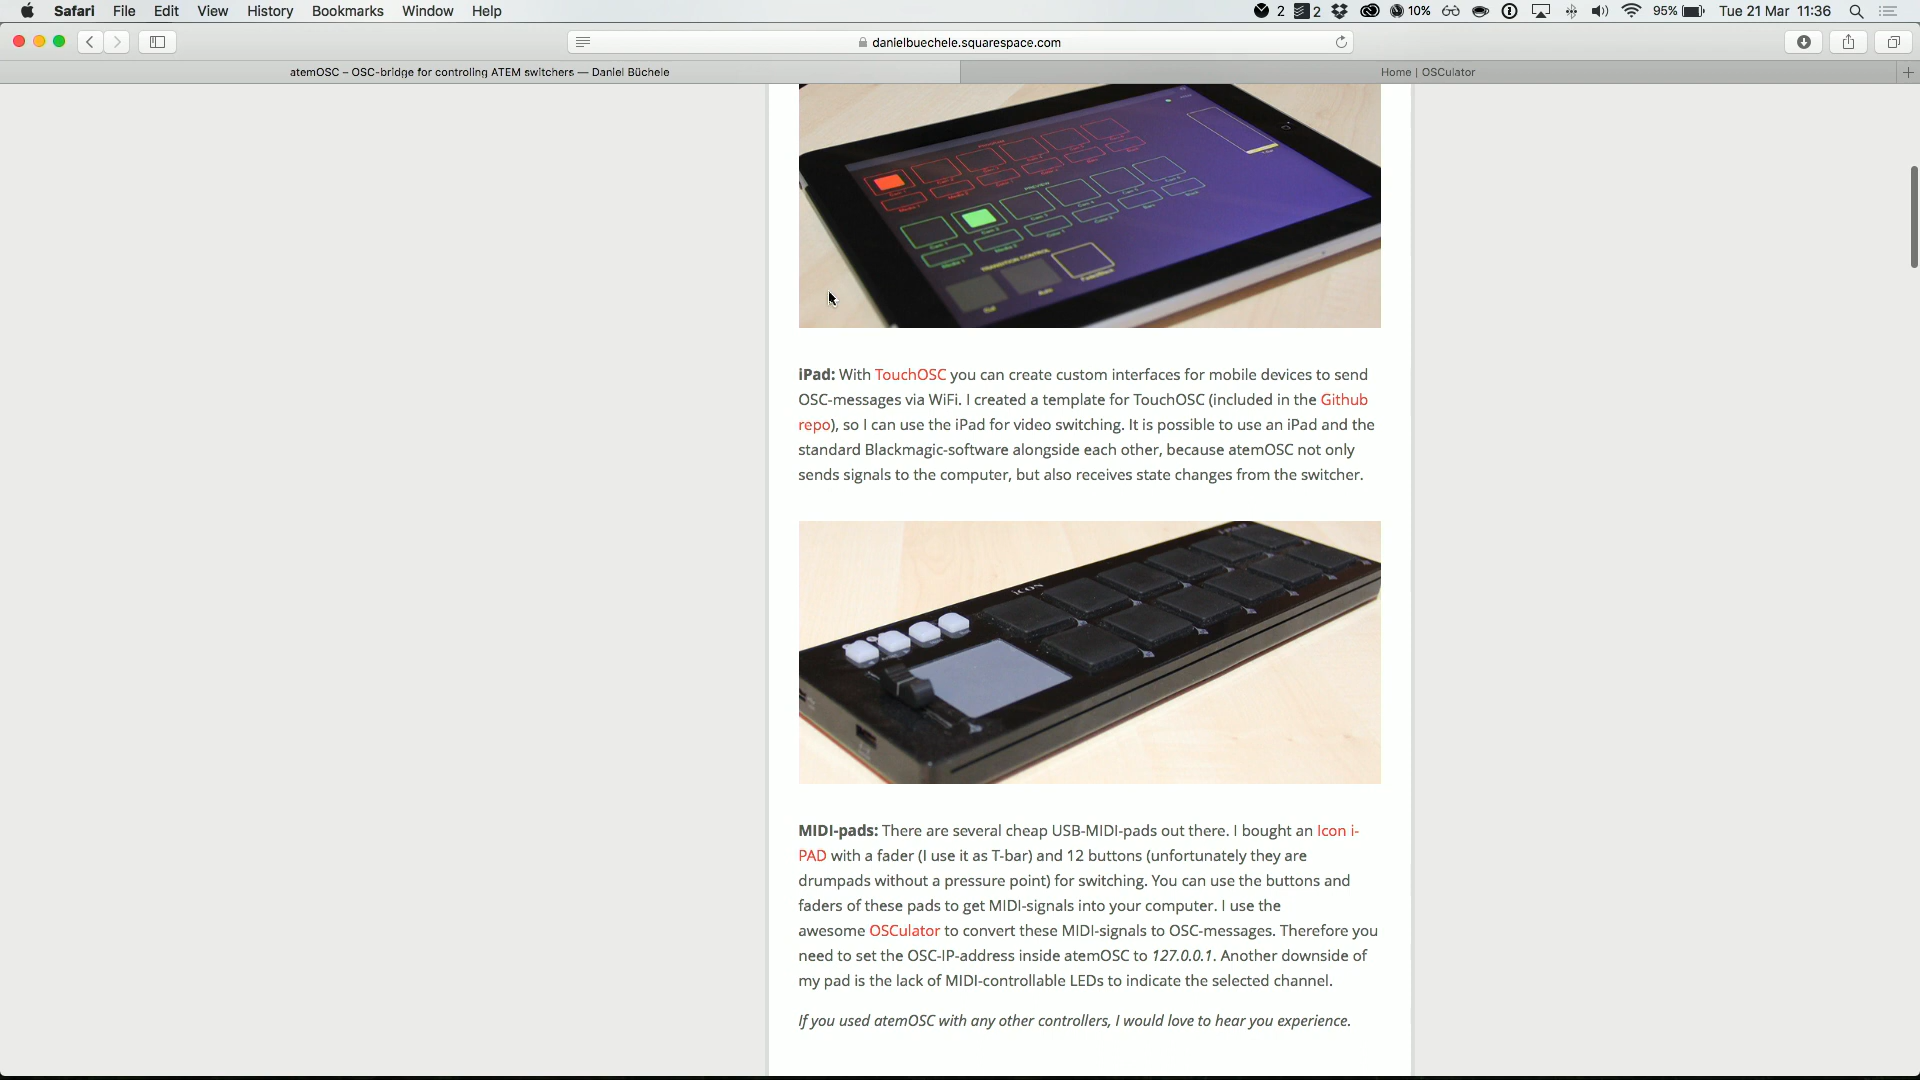 Safari File Edit View History Bookmarks Window Help 2 2 10% 95% Tue 21 Mar 11:36
danielbuechele.squarespace.com
atemOSC – OSC-bridge for controling ATEM switchers — Daniel Büchele Home | OSCulator
PREVIEW
iPad: With TouchOSC you can create custom interfaces for mobile devices to send
OSC-messages via WiFi. I created a template for TouchOSC (included in the Github
repo), so I can use the iPad for video switching. It is possible to use an iPad and the
standard Blackmagic-software alongside each other, because atemOSC not only
sends signals to the computer, but also receives state changes from the switcher.
iCON
MIDI-pads: There are several cheap USB-MIDI-pads out there. I bought an Icon i-
PAD with a fader (I use it as T-bar) and 12 buttons (unfortunately they are
drumpads without a pressure point) for switching. You can use the buttons and
faders of these pads to get MIDI-signals into your computer. I use the
awesome OSCulator to convert these MIDI-signals to OSC-messages. Therefore you
need to set the OSC-IP-address inside atemOSC to 127.0.0.1. Another downside of
my pad is the lack of MIDI-controllable LEDs to indicate the selected channel.
If you used atemOSC with any other controllers, I would love to hear you experience.